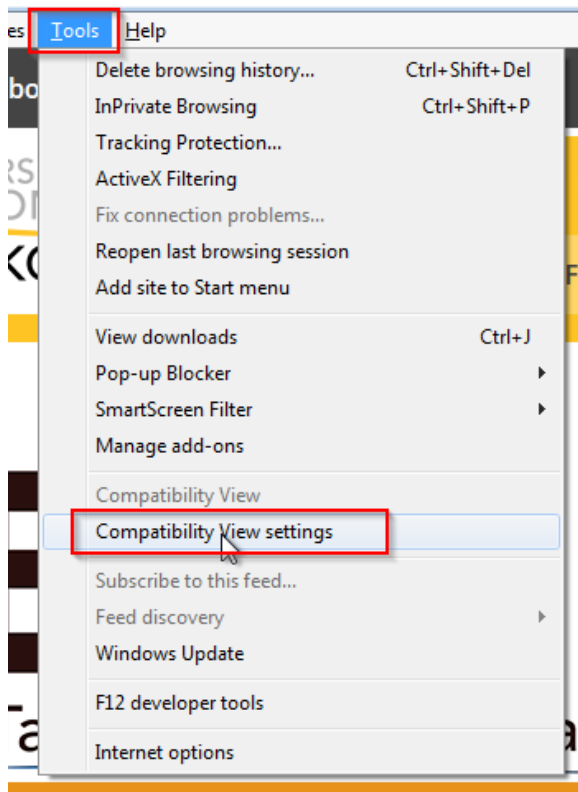 es Tools Help
bo
Delete browsing history... Ctrl+Shift+Del
InPrivate Browsing Ctrl+Shift+P
Tracking Protection...
ActiveX Filtering
Fix connection problems...
Reopen last browsing session
Add site to Start menu
F
View downloads Ctrl+J
Pop-up Blocker
SmartScreen Filter
Manage add-ons
Compatibility View
Compatibility View settings
Subscribe to this feed...
Feed discovery
Windows Update
F12 developer tools
Ta a
Internet options